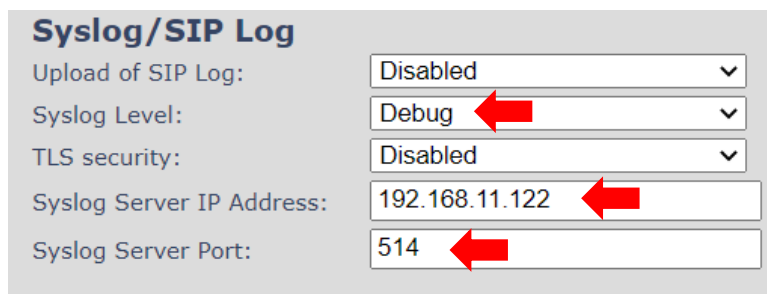 Syslog/SIP Log
Upload of SIP Log: Disabled
Syslog Level: Debug
TLS security: Disabled
Syslog Server IP Address: 192.168.11.122
Syslog Server Port: 514